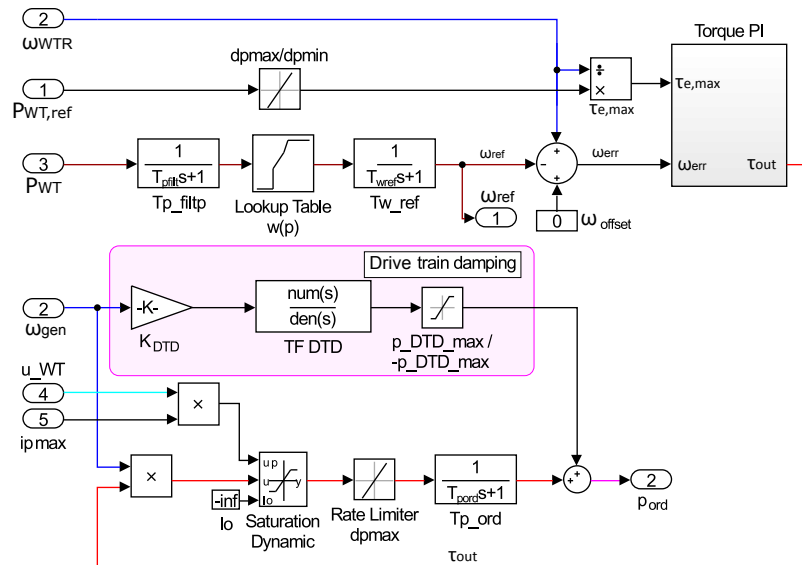 2
ωWTR
dpmax/dpmin
Torque PI
1
PWT,ref
÷
×
τe,max
τe,max
3
PWT
1
Tpfilts+1
Tp_filtp
Lookup Table
w(p)
1
Twrefs+1
Tw_ref
ωref
ωref
1
+
-
+
ωerr
ωerr
τout
0
ω offset
Drive train damping
2
ωgen
-K-
K DTD
num(s)
den(s)
TF DTD
p_DTD_max /
-p_DTD_max
u_WT
4
5
ipmax
×
×
up
u
lo
y
-inf
lo
Saturation
Dynamic
Rate Limiter
dpmax
1
Tpords+1
Tp_ord
+
+
2
pord
τout